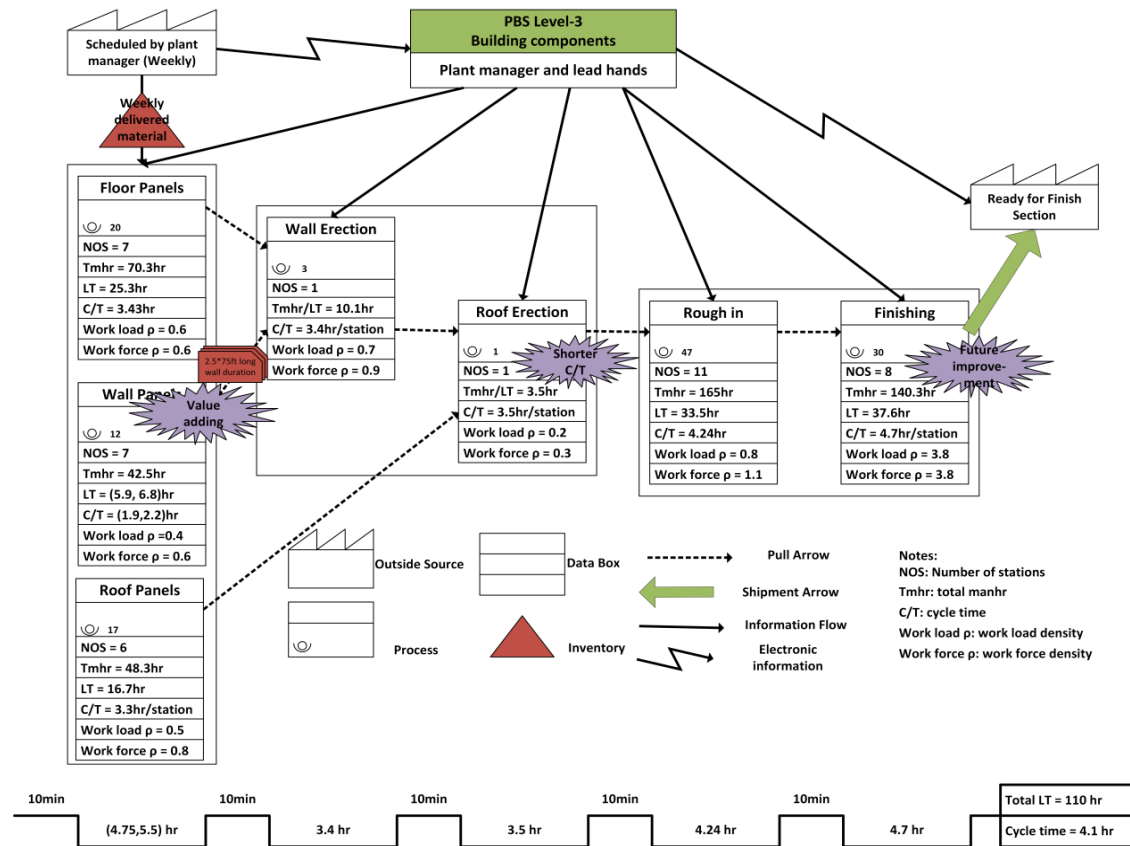 Scheduled by plant
manager (Weekly)
PBS Level-3
Building components
Plant manager and lead hands
Weekly
delivered
material
Ready for Finish
Section
Floor Panels
20
NOS = 7
Tmhr = 70.3hr
LT = 25.3hr
C/T = 3.43hr
Work load ρ = 0.6
Work force ρ = 0.6
2.5*75ft long
wall duration
Wall Panel
Value
adding
12
NOS = 7
Tmhr = 42.5hr
LT = (5.9, 6.8)hr
C/T = (1.9,2.2)hr
Work load ρ =0.4
Work force ρ = 0.6
Roof Panels
17
NOS = 6
Tmhr = 48.3hr
LT = 16.7hr
C/T = 3.3hr/station
Work load ρ = 0.5
Work force ρ = 0.8
Wall Erection
3
NOS = 1
Tmhr/LT = 10.1hr
C/T = 3.4hr/station
Work load ρ = 0.7
Work force ρ = 0.9
Roof Erection
1
NOS = 1
Tmhr/LT = 3.5hr
C/T = 3.5hr/station
Work load ρ = 0.2
Work force ρ = 0.3
Shorter
C/T
Rough in
47
NOS = 11
Tmhr = 165hr
LT = 33.5hr
C/T = 4.24hr
Work load ρ = 0.8
Work force ρ = 1.1
Finishing
30
NOS = 8
Tmhr = 140.3hr
LT = 37.6hr
C/T = 4.7hr/station
Work load ρ = 3.8
Work force ρ = 3.8
Future
improve-
ment
Outside Source
Process
Data Box
Inventory
Pull Arrow
Shipment Arrow
Information Flow
Electronic
information
Notes:
NOS: Number of stations
Tmhr: total manhr
C/T: cycle time
Work load ρ: work load density
Work force ρ: work force density
10min
10min
10min
10min
10min
Total LT = 110 hr
(4.75,5.5) hr
3.4 hr
3.5 hr
4.24 hr
4.7 hr
Cycle time = 4.1 hr